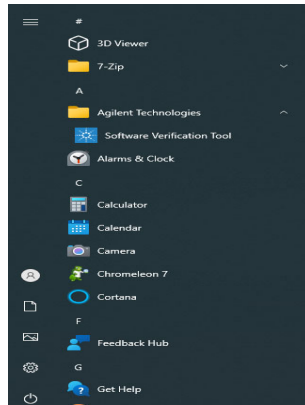 #
3D Viewer
7-Zip
A
Agilent Technologies
Software Verification Tool
Alarms & Clock
C
Calculator
Calendar
Camera
Chromeleon 7
Cortana
F
Feedback Hub
G
Get Help